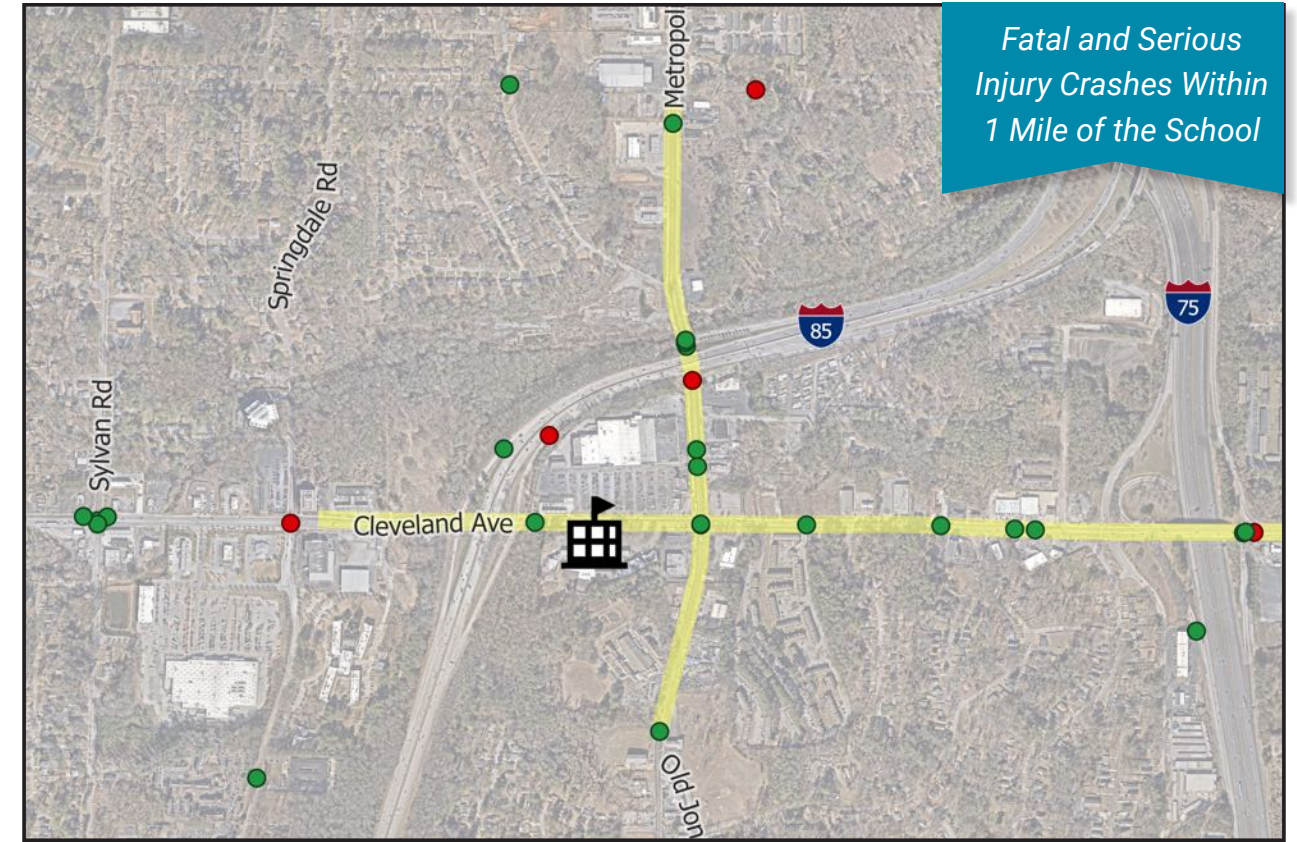 Fatal and Serious
Injury Crashes Within
1 Mile of the School
Metropol
Springdale Rd
75
85
Sylvan Rd
Cleveland Ave
Old Jon